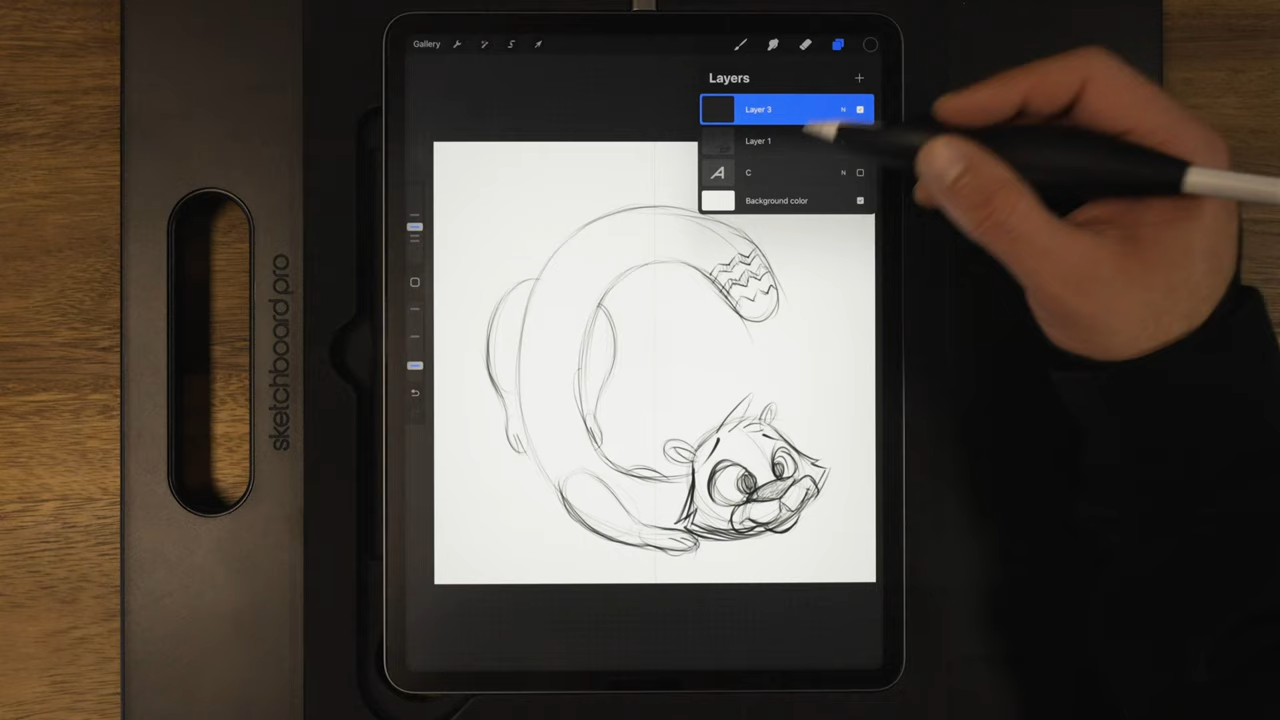 Gallery
Layers
Layer 3 N
Layer 1
C N
Background color
sketchboard pro